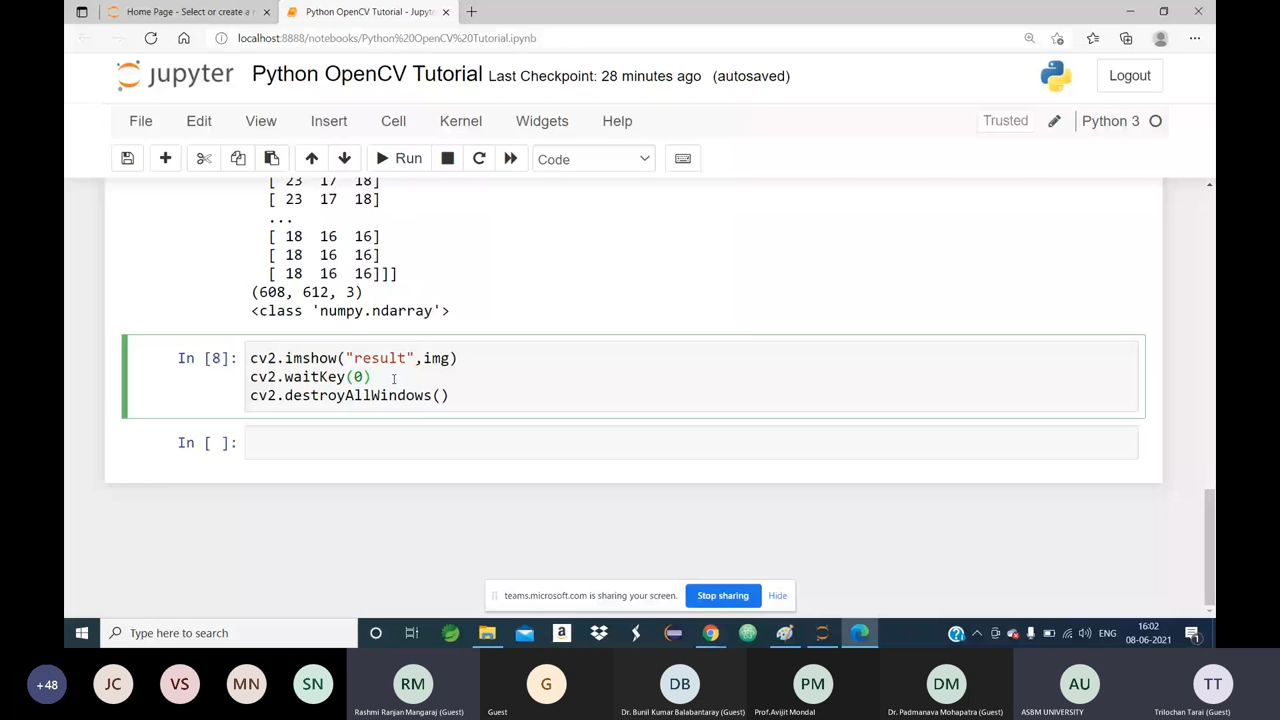 Home Page - Select or create a n
Python OpenCV Tutorial - Jupyte
localhost:8888/notebooks/Python%20OpenCV%20Tutorial.ipynb
jupyter
Python OpenCV Tutorial Last Checkpoint: 28 minutes ago (autosaved)
Logout
File Edit View Insert Cell Kernel Widgets Help
Trusted
Python 3
Run
Code
[ 23 17 18]
[ 23 17 18]
...
[ 18 16 16]
[ 18 16 16]
[ 18 16 16]]]
(608, 612, 3)
<class 'numpy.ndarray'>
In [8]: cv2.imshow("result",img)
cv2.waitKey(0)
cv2.destroyAllWindows()
In [ ]:
teams.microsoft.com is sharing your screen. Stop sharing Hide
Type here to search
ENG
16:02
08-06-2021
+48 JC VS MN SN RM G DB PM DM AU TT
Rashmi Ranjan Mangaraj (Guest) Guest Dr. Bunil Kumar Balabantaray (Guest) Prof.Avijit Mondal Dr. Padmanava Mohapatra (Guest) ASBM UNIVERSITY Trilochan Tarai (Guest)